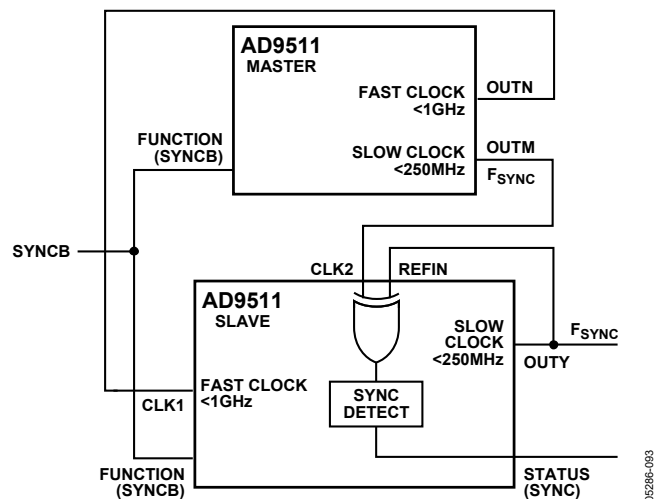 AD9511
MASTER
FAST CLOCK
<1GHz
OUTN
FUNCTION
(SYNCB)
SLOW CLOCK
<250MHz
OUTM
FSYNC
SYNCB
CLK2
REFIN
AD9511
SLAVE
SLOW
CLOCK
<250MHz
FSYNC
OUTY
FAST CLOCK
<1GHz
CLK1
SYNC
DETECT
FUNCTION
(SYNCB)
STATUS
(SYNC)
05286-093